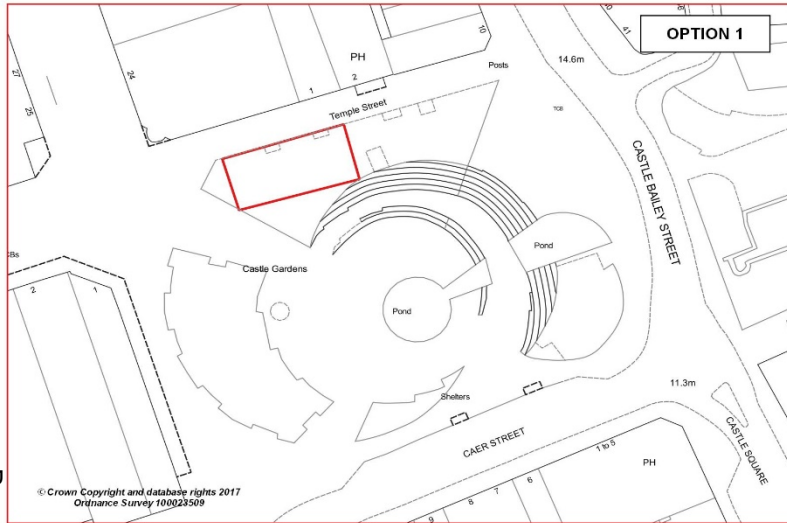 OPTION 1
10
41
PH
27
24
14.6m
Posts
25
1
2
Temple Street
TCB
CASTLE BAILEY STREET
Pond
CBs
Castle Gardens
2
1
Pond
11.3m
Shelters
CASTLE SQUARE
CAER STREET
1 to 5
PH
6
7
8
9
© Crown Copyright and database rights 2017
Ordnance Survey 100023509